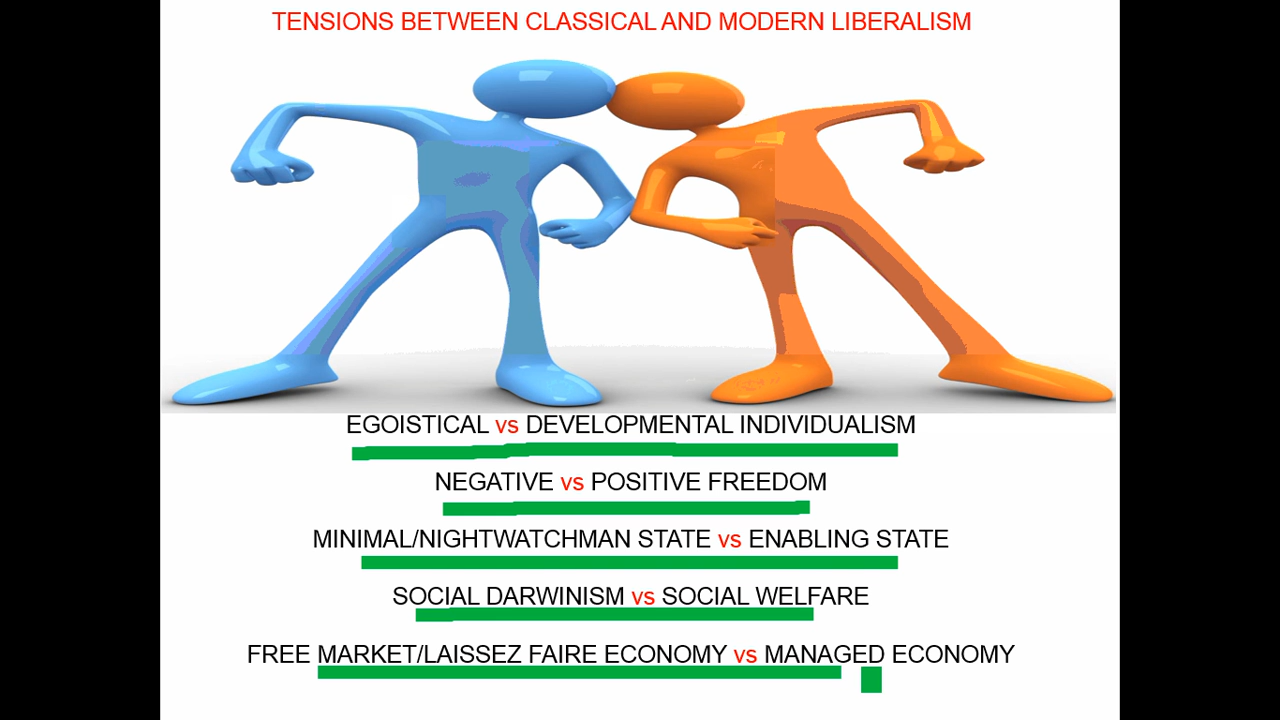 TENSIONS BETWEEN CLASSICAL AND MODERN LIBERALISM
EGOISTICAL vs DEVELOPMENTAL INDIVIDUALISM
NEGATIVE vs POSITIVE FREEDOM
MINIMAL/NIGHTWATCHMAN STATE vs ENABLING STATE
SOCIAL DARWINISM vs SOCIAL WELFARE
FREE MARKET/LAISSEZ FAIRE ECONOMY vs MANAGED ECONOMY